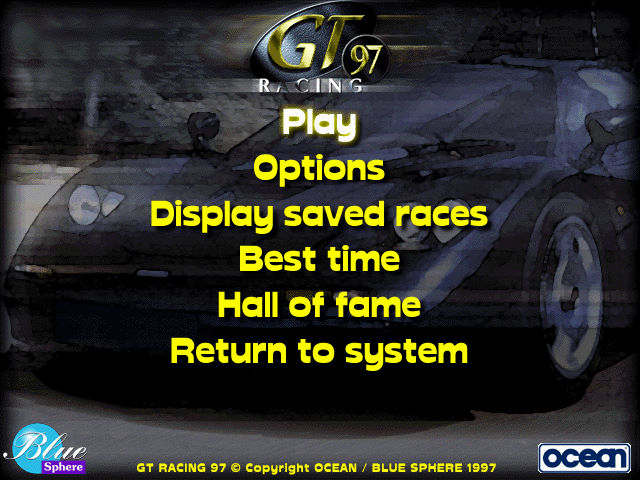 GT 97
RACING
Play
Options
Display saved races
Best time
Hall of fame
Return to system
Blue
Sphere
GT RACING 97 © Copyright OCEAN / BLUE SPHERE 1997
ocean